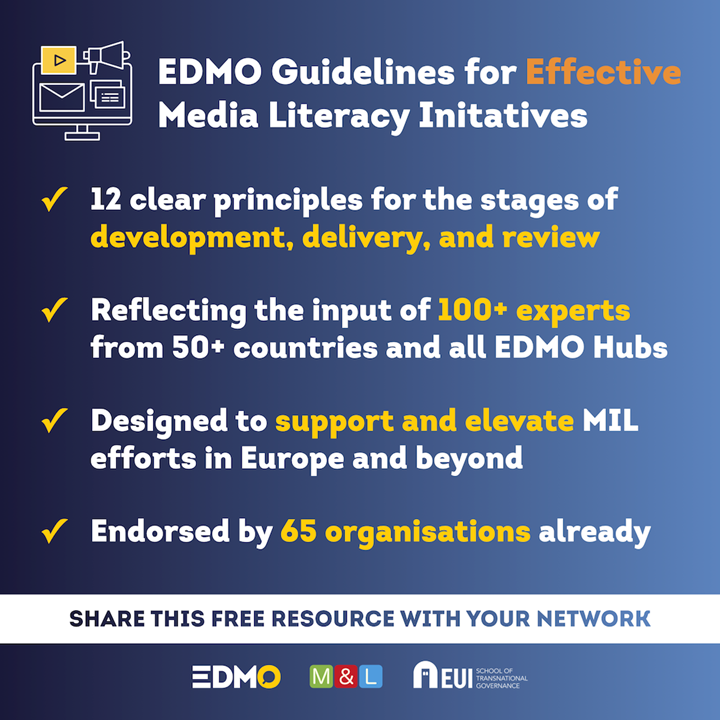 EDMO Guidelines for Effective
Media Literacy Initatives
12 clear principles for the stages of
development, delivery, and review
Reflecting the input of 100+ experts
from 50+ countries and all EDMO Hubs
Designed to support and elevate MIL
efforts in Europe and beyond
Endorsed by 65 organisations already
SHARE THIS FREE RESOURCE WITH YOUR NETWORK
EDMO
M & L
EUI
SCHOOL OF
TRANSNATIONAL
GOVERNANCE